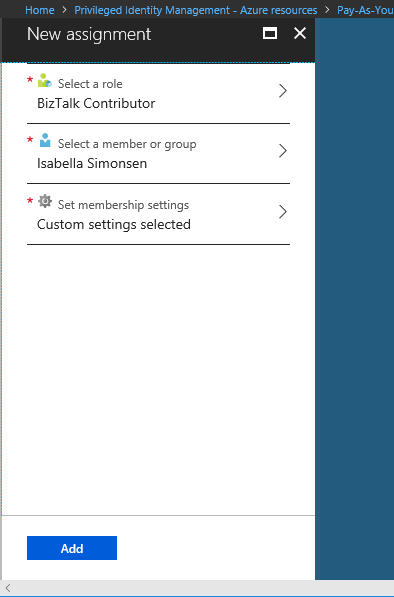 Home > Privileged Identity Management - Azure resources > Pay-As-You
New assignment
* Select a role
BizTalk Contributor
* Select a member or group
Isabella Simonsen
* Set membership settings
Custom settings selected
Add